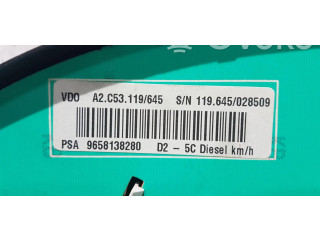 VDO A2.C53.119/645 S/N 119.645/028509
PSA 9658138280 D2 - 5C Diesel km/h